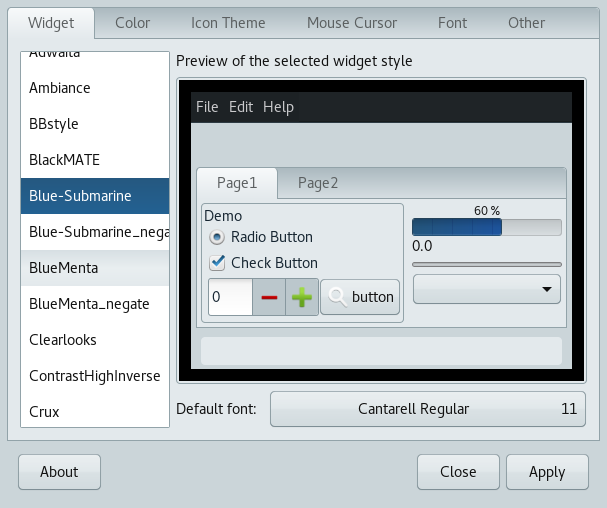 Widget Color Icon Theme Mouse Cursor Font Other
Adwaita
Ambiance
BBstyle
BlackMATE
Blue-Submarine
Blue-Submarine_nega
BlueMenta
BlueMenta_negate
Clearlooks
ContrastHighInverse
Crux
Preview of the selected widget style
File Edit Help
Page1 Page2
Demo
Radio Button
Check Button
0
button
60 %
0.0
Default font: Cantarell Regular 11
About Close Apply